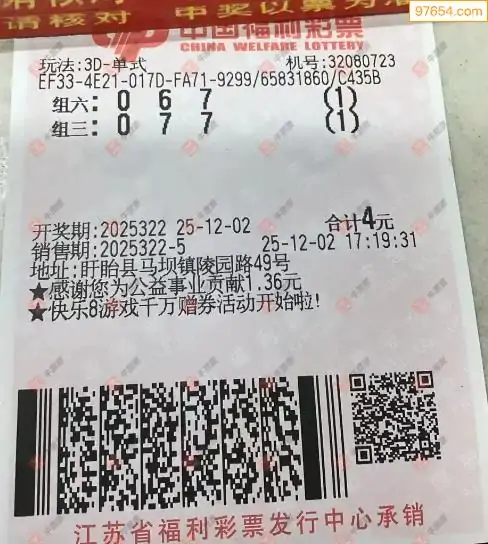 97654.com
请核对 中奖以票为准
中国福利彩票
CHINA WELFARE LOTTERY
玩法:3D-单式 机号:32080723
EF33-4E21-017D-FA71-9299/65831860/C435B
组六: 0 6 7 (1)
组三: 0 7 7 (1)
开奖期:2025322 25-12-02 合计4元
销售期:2025322-5 25-12-02 17:19:31
地址:盱眙县马坝镇陵园路49号
★感谢您为公益事业贡献1.36元
★快乐8游戏千万赠券活动开始啦!
江苏省福利彩票发行中心承销